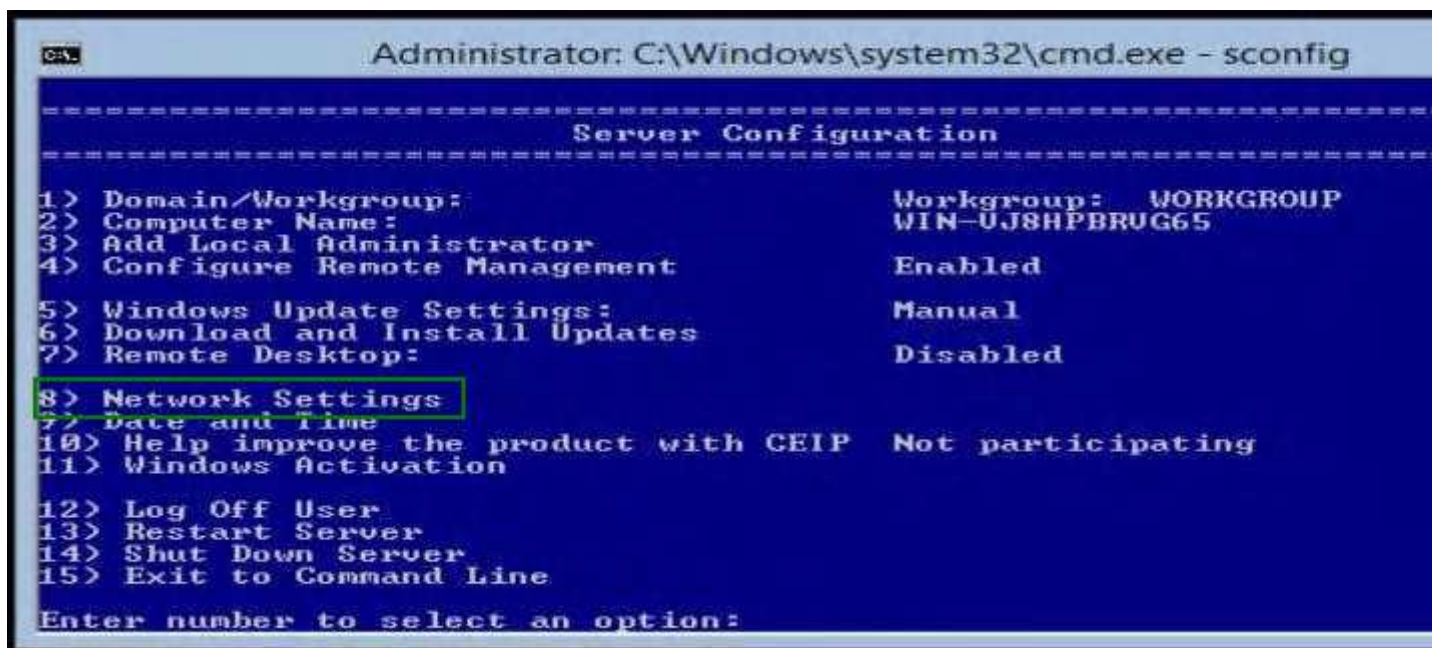 C:\.
Administrator: C:\Windows\system32\cmd.exe - sconfig
===============================================================
Server Configuration
===============================================================
1) Domain/Workgroup: Workgroup: WORKGROUP
2) Computer Name: WIN-UJ8HPBRUG65
3) Add Local Administrator
4) Configure Remote Management Enabled
5) Windows Update Settings: Manual
6) Download and Install Updates
7) Remote Desktop: Disabled
8) Network Settings
9) Date and Time
10) Help improve the product with CEIP Not participating
11) Windows Activation
12) Log Off User
13) Restart Server
14) Shut Down Server
15) Exit to Command Line
Enter number to select an option: